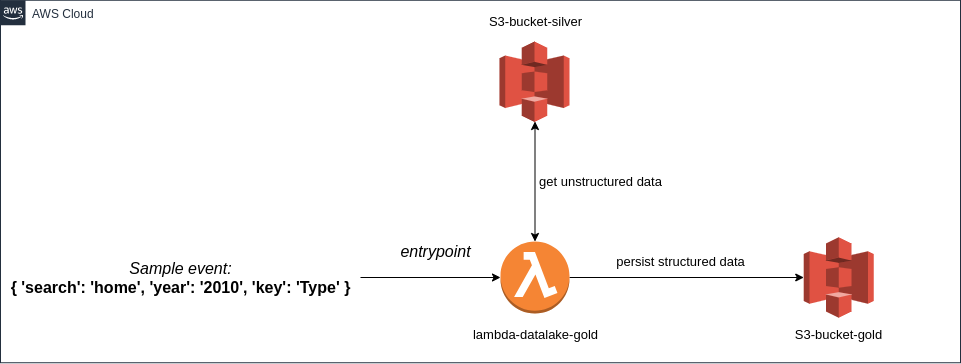 aws
AWS Cloud
S3-bucket-silver
get unstructured data
entrypoint
Sample event:
{ 'search': 'home', 'year': '2010', 'key': 'Type' }
persist structured data
lambda-datalake-gold
S3-bucket-gold